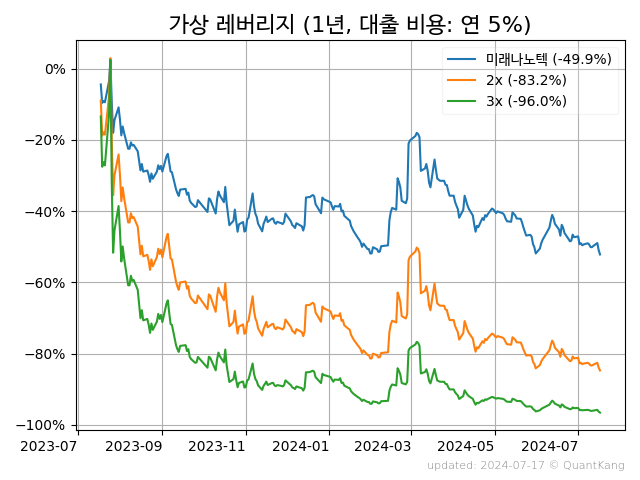 가상 레버리지 (1년, 대출 비용: 연 5%)
미래나노텍 (-49.9%)
2x (-83.2%)
3x (-96.0%)
0%
−20%
−40%
−60%
−80%
−100%
2023-07 2023-09 2023-11 2024-01 2024-03 2024-05 2024-07
updated: 2024-07-17 © QuantKang